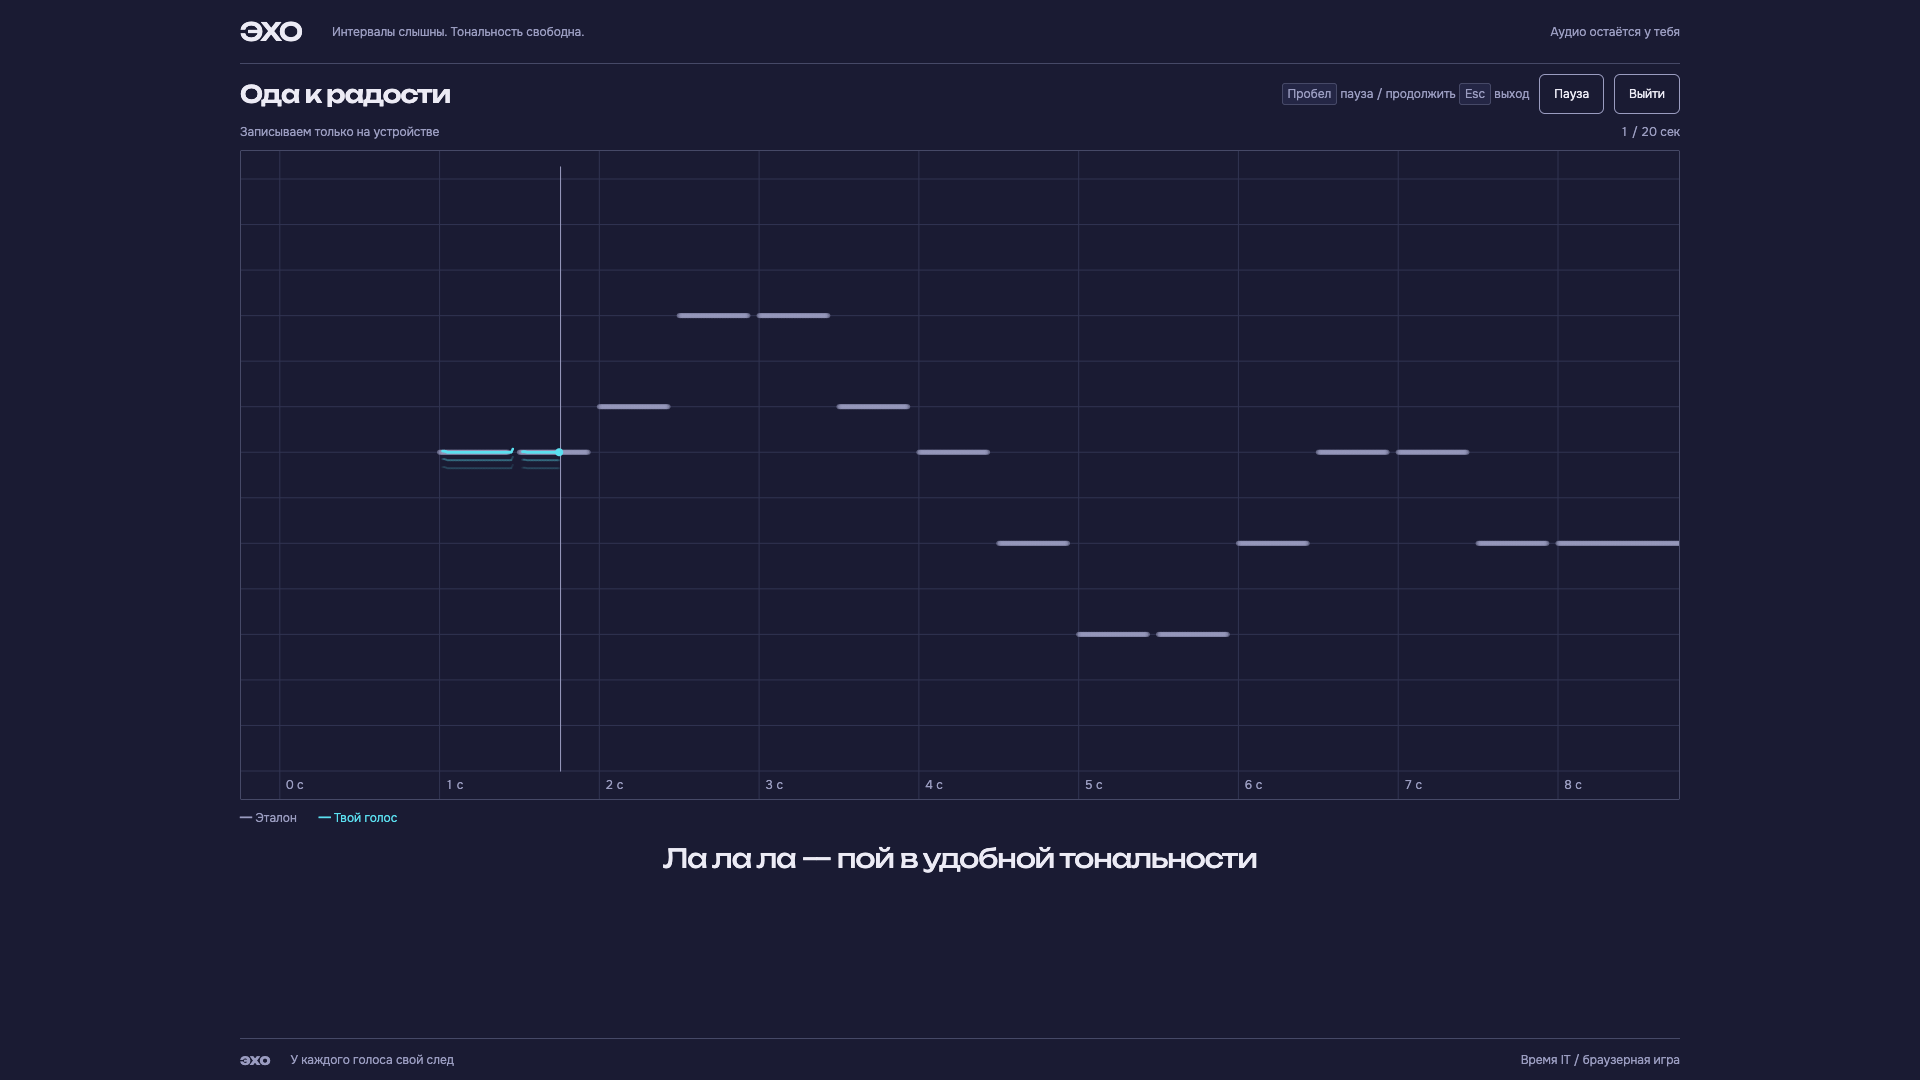 ЭХО Интервалы слышны. Тональность свободна. Аудио остаётся у тебя
Ода к радости Пробел пауза / продолжить Esc выход Пауза Выйти
Записываем только на устройстве 1 / 20 сек
0 с 1 с 2 с 3 с 4 с 5 с 6 с 7 с 8 с
Эталон Твой голос
Ла ла ла — пой в удобной тональности
ЭХО У каждого голоса свой след Время IT / браузерная игра